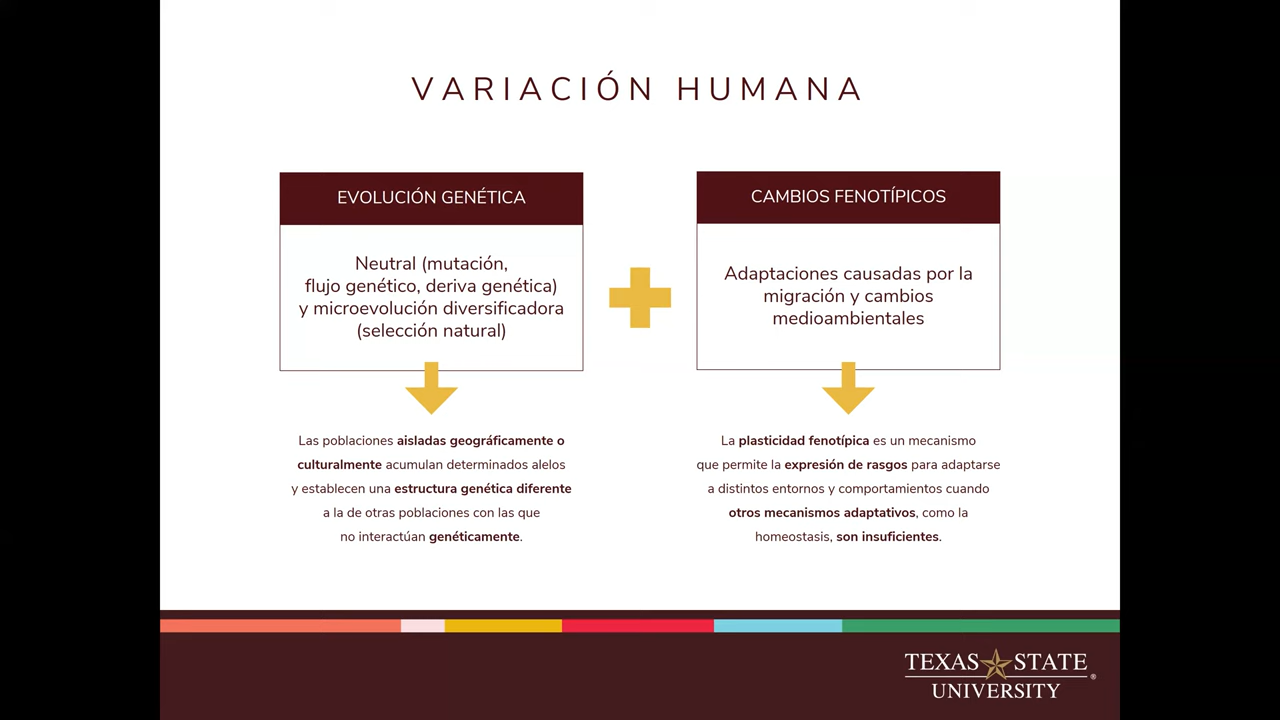 VARIACIÓN HUMANA
EVOLUCIÓN GENÉTICA
Neutral (mutación,
flujo genético, deriva genética)
y microevolución diversificadora
(selección natural)
Las poblaciones aisladas geográficamente o
culturalmente acumulan determinados alelos
y establecen una estructura genética diferente
a la de otras poblaciones con las que
no interactúan genéticamente.
CAMBIOS FENOTÍPICOS
Adaptaciones causadas por la
migración y cambios
medioambientales
La plasticidad fenotípica es un mecanismo
que permite la expresión de rasgos para adaptarse
a distintos entornos y comportamientos cuando
otros mecanismos adaptativos, como la
homeostasis, son insuficientes.
TEXAS STATE
UNIVERSITY®